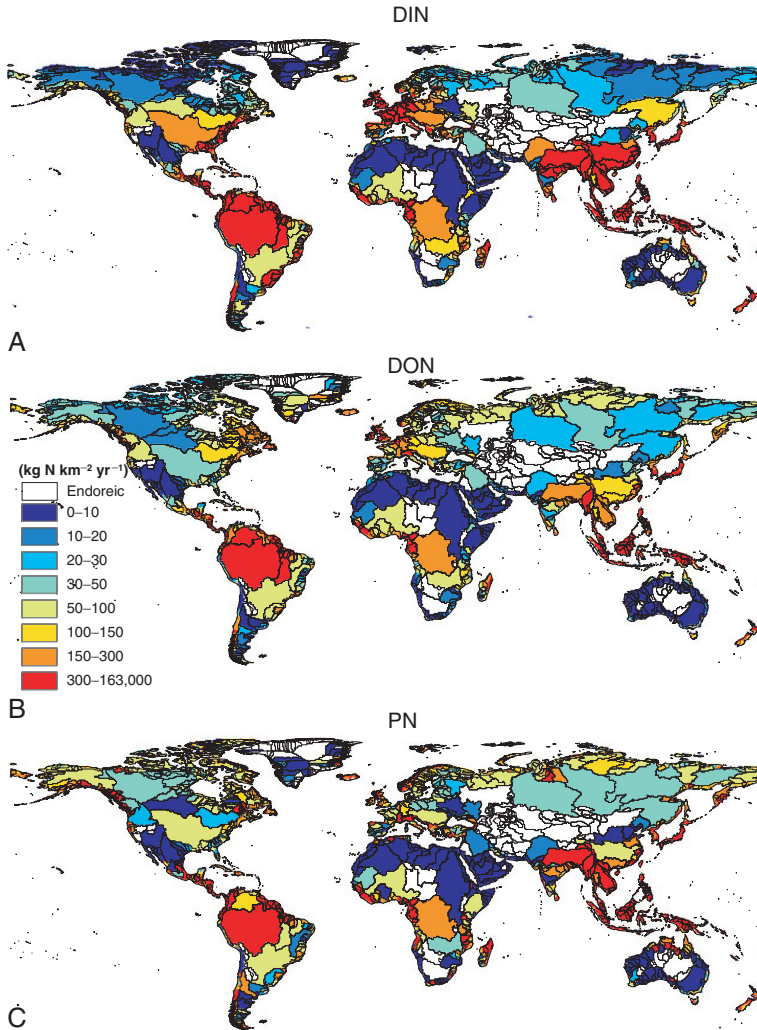 DIN
A
DON
(kg N km⁻² yr⁻¹)
Endoreic
0–10
10–20
20–30
30–50
50–100
100–150
150–300
300–163,000
B
PN
C